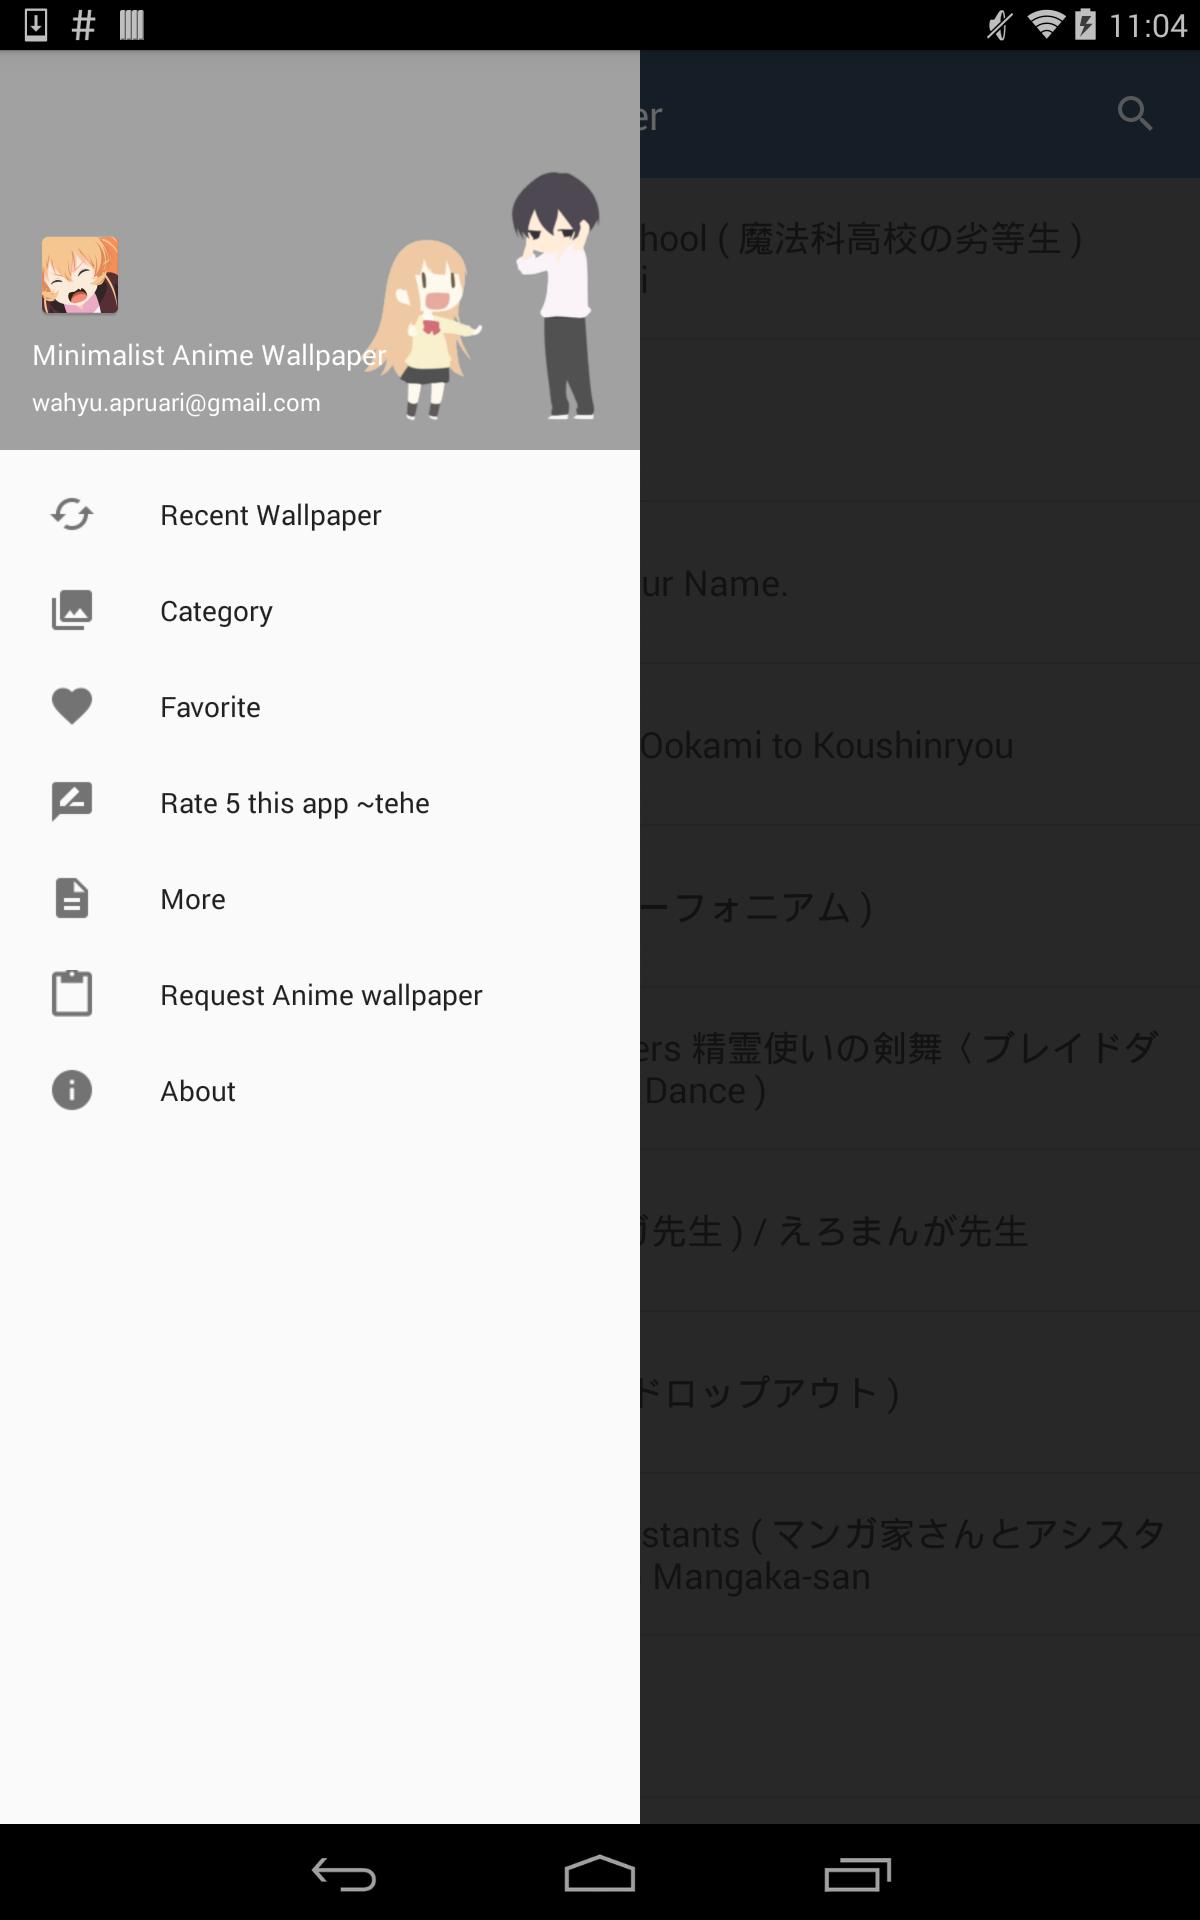 11:04
er
Minimalist Anime Wallpaper
wahyu.apruari@gmail.com
Recent Wallpaper
Category
Favorite
Rate 5 this app ~tehe
More
Request Anime wallpaper
About
hool ( 魔法科高校の劣等生 )
i
ur Name.
Ookami to Koushinryou
ーフォニアム )
ers 精霊使いの剣舞〈ブレイドダ
Dance )
先生 ) / えろまんが先生
ドロップアウト )
stants ( マンガ家さんとアシスタ
Mangaka-san